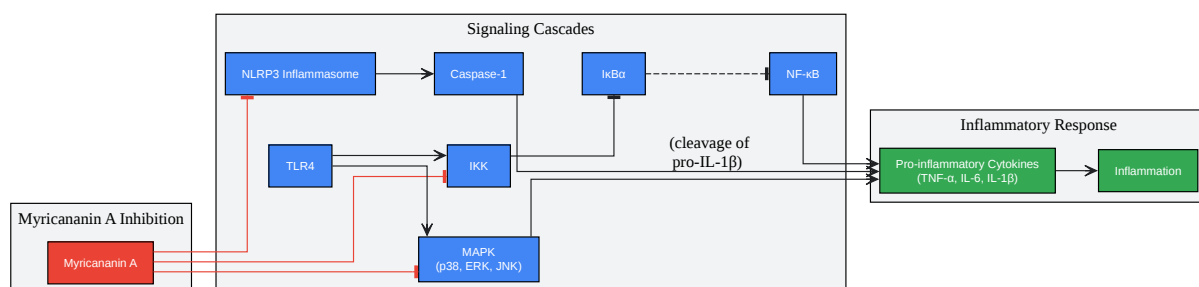 Signaling Cascades
NLRP3 Inflammasome
Caspase-1
IκBα
NF-κB
TLR4
IKK
(cleavage of
pro-IL-1β)
MAPK
(p38, ERK, JNK)
Inflammatory Response
Pro-inflammatory Cytokines
(TNF-α, IL-6, IL-1β)
Inflammation
Myricananin A Inhibition
Myricananin A